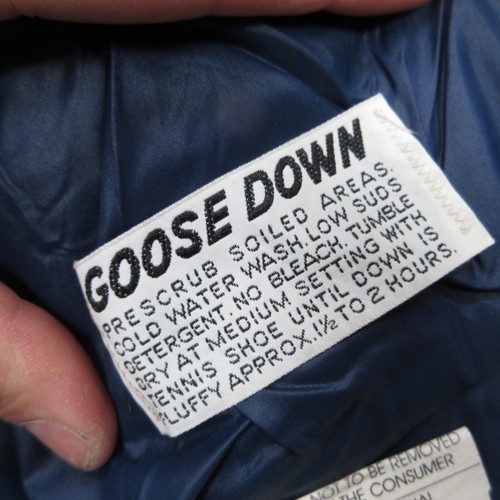 GOOSE DOWN
PRESCRUB SOILED AREAS.
COLD WATER WASH. LOW SUDS
DETERGENT. NO BLEACH. TUMBLE
DRY AT MEDIUM SETTING WITH
TENNIS SHOE UNTIL DOWN IS
FLUFFY APPROX. 1½ TO 2 HOURS.
NOT TO BE REMOVED
THE CONSUMER